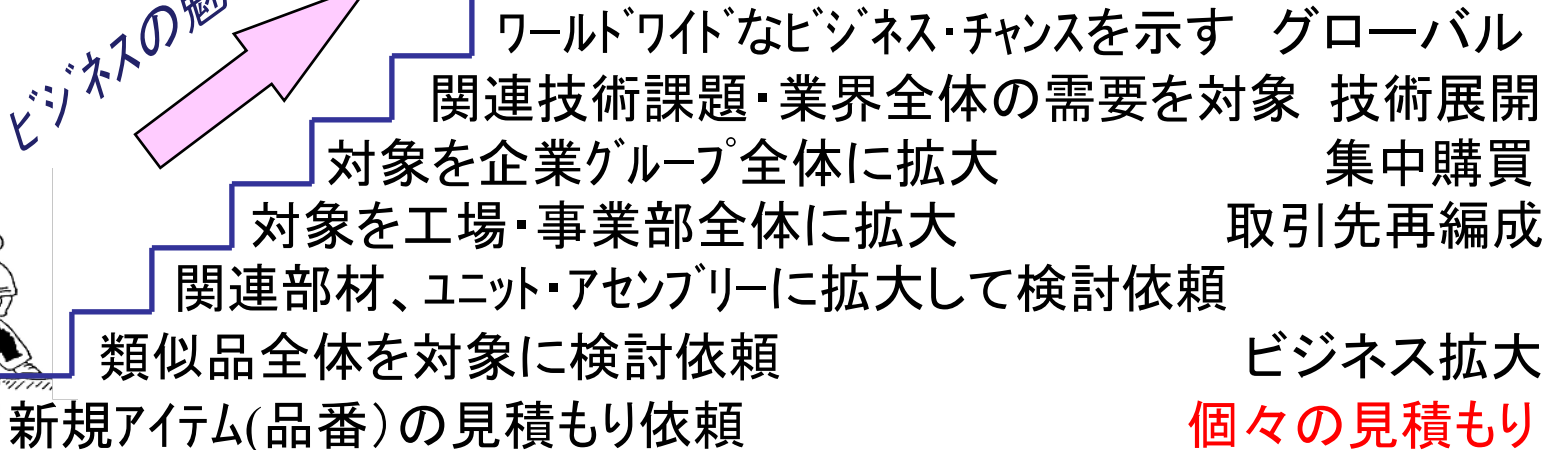 ビジネスの魅
ワールドワイドなビジネス・チャンスを示す グローバル
関連技術課題・業界全体の需要を対象 技術展開
対象を企業グループ全体に拡大 集中購買
対象を工場・事業部全体に拡大 取引先再編成
関連部材、ユニット・アセンブリーに拡大して検討依頼
類似品全体を対象に検討依頼 ビジネス拡大
新規アイテム(品番)の見積もり依頼 個々の見積もり